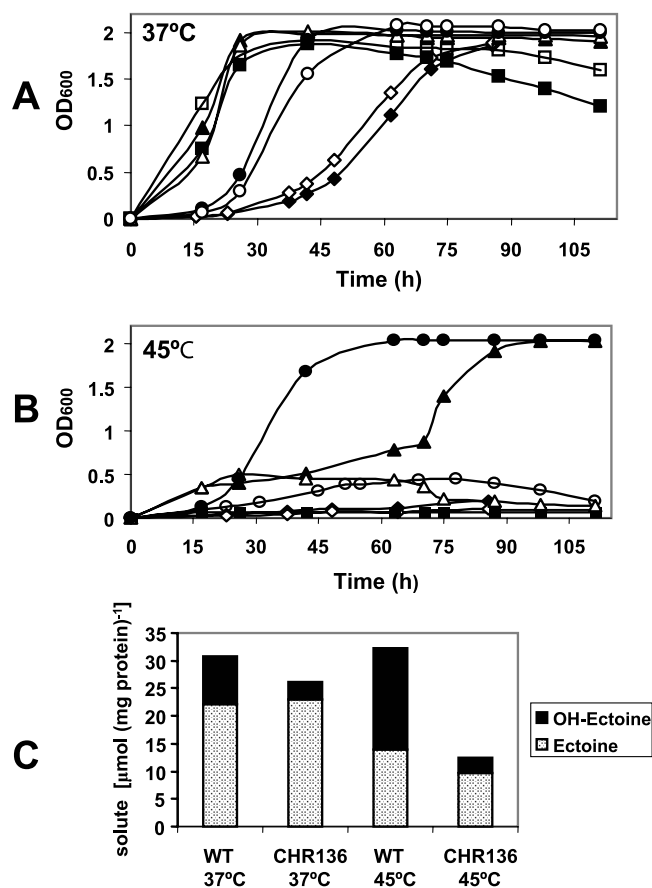 A
37ºC
OD600
2
1.5
1
0.5
0
0 15 30 45 60 75 90 105
Time (h)
B
45ºC
OD600
2
1.5
1
0.5
0
0 15 30 45 60 75 90 105
Time (h)
C
solute [μmol (mg protein)-1]
35
30
25
20
15
10
5
0
WT CHR136 WT CHR136
37ºC 37ºC 45ºC 45ºC
OH-Ectoine
Ectoine